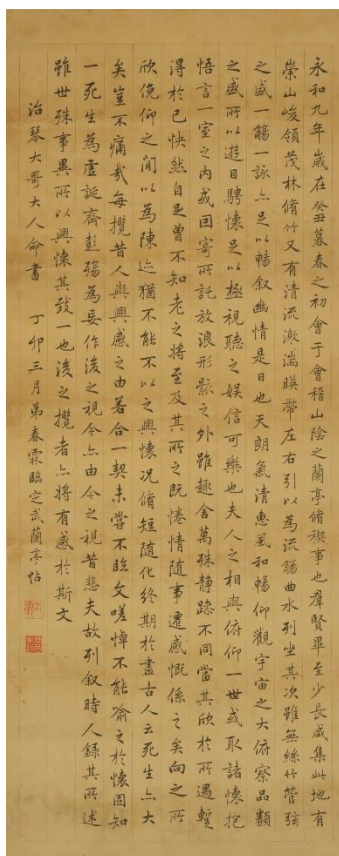 永和九年歲在癸丑暮春之初會于會稽山陰之蘭亭脩稧事也羣賢畢至少長咸集此地有
崇山峻領茂林脩竹又有清流激湍暎帶左右引以為流觴曲水列坐其次雖無絲竹管弦
之盛一觴一詠亦足以暢叙幽情是日也天朗氣清惠風和暢仰觀宇宙之大俯察品類
之盛所以遊目騁懷足以極視聽之娛信可樂也夫人之相與俯仰一世或取諸懷抱
悟言一室之內或因寄所託放浪形骸之外雖趣舍萬殊靜躁不同當其欣於所遇蹔
得於己快然自足曾不知老之將至及其所之既惓情隨事遷感慨係之矣向之所
欣俛仰之間以為陳迹猶不能不以之興懷況脩短隨化終期於盡古人云死生亦大
矣豈不痛哉每攬昔人興興感之由若合一契未嘗不臨文嗟悼不能喻之於懷固知
一死生為虛誕齊彭殤為妄作後之視今亦由今之視昔悲夫故列叙時人錄其所述
雖世殊事異所以興懷其致一也後之攬者亦將有感於斯文
治琴大哥大人命書 丁卯三月弟春霖臨定武蘭亭帖